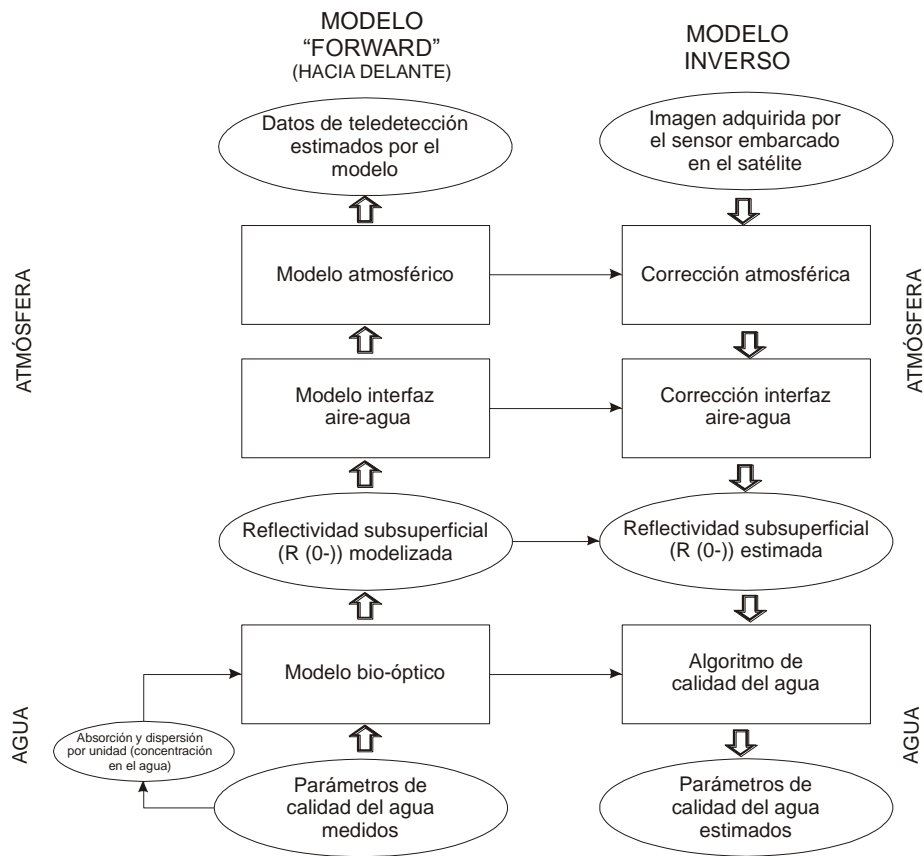 MODELO
“FORWARD”
(HACIA DELANTE)
MODELO
INVERSO
Datos de teledetección
estimados por el
modelo
Imagen adquirida por
el sensor embarcado
en el satélite
ATMÓSFERA
Modelo atmosférico
Corrección atmosférica
ATMÓSFERA
Modelo interfaz
aire-agua
Corrección interfaz
aire-agua
Reflectividad subsuperficial
(R (0-)) modelizada
Reflectividad subsuperficial
(R (0-)) estimada
AGUA
Modelo bio-óptico
Algoritmo de
calidad del agua
AGUA
Absorción y dispersión
por unidad (concentración
en el agua)
Parámetros de
calidad del agua
medidos
Parámetros de
calidad del agua
estimados